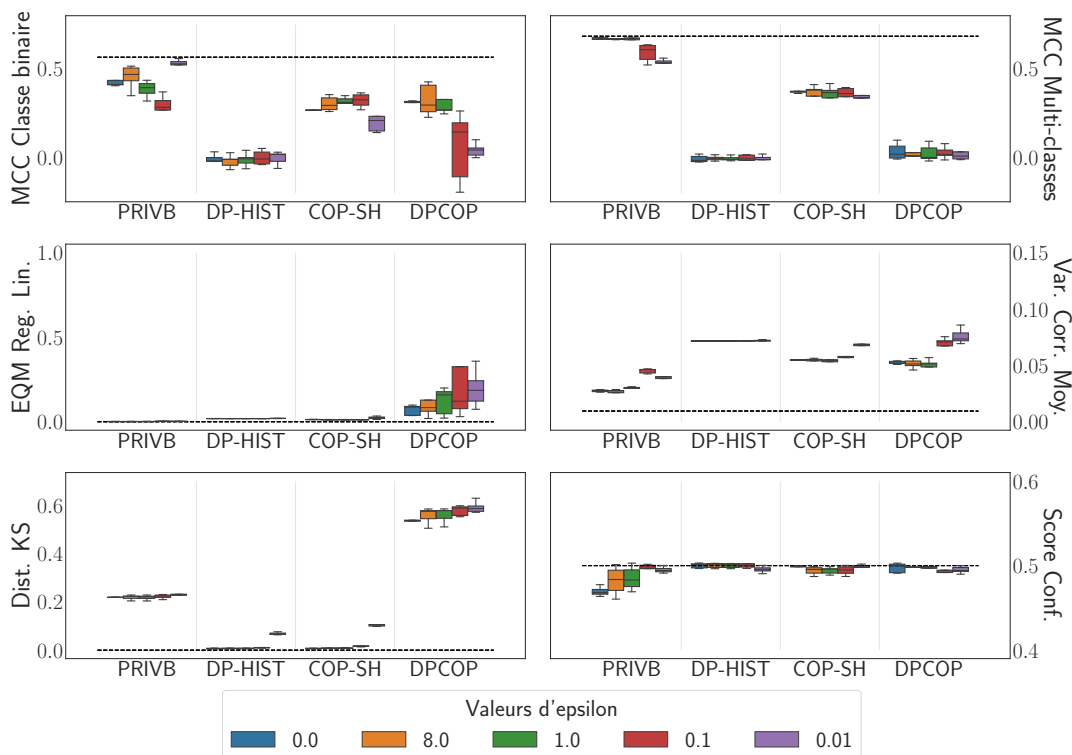 MCC Classe binaire
0.5
0.0
PRIVB DP-HIST COP-SH DPCOP
MCC Multi-classes
0.5
0.0
PRIVB DP-HIST COP-SH DPCOP
EQM Reg. Lin.
1.0
0.5
0.0
PRIVB DP-HIST COP-SH DPCOP
Var. Corr. Moy.
0.15
0.10
0.05
0.00
PRIVB DP-HIST COP-SH DPCOP
Dist. KS
0.6
0.4
0.2
0.0
PRIVB DP-HIST COP-SH DPCOP
Score Conf.
0.6
0.5
0.4
PRIVB DP-HIST COP-SH DPCOP
Valeurs d'epsilon
0.0 8.0 1.0 0.1 0.01